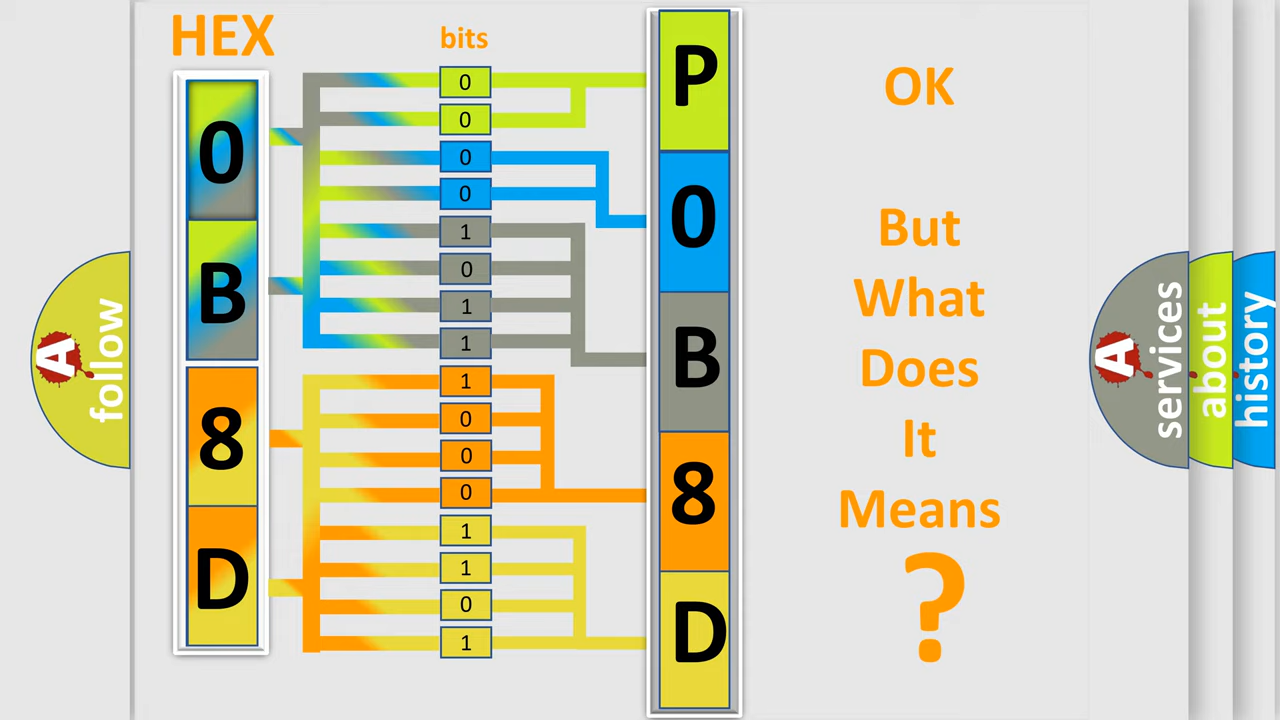 HEX
bits
0
B
8
D
0
0
0
0
1
0
1
1
1
0
0
0
1
1
0
1
P
0
B
8
D
OK
But
What
Does
It
Means
?
A
follow
A
services
about
history